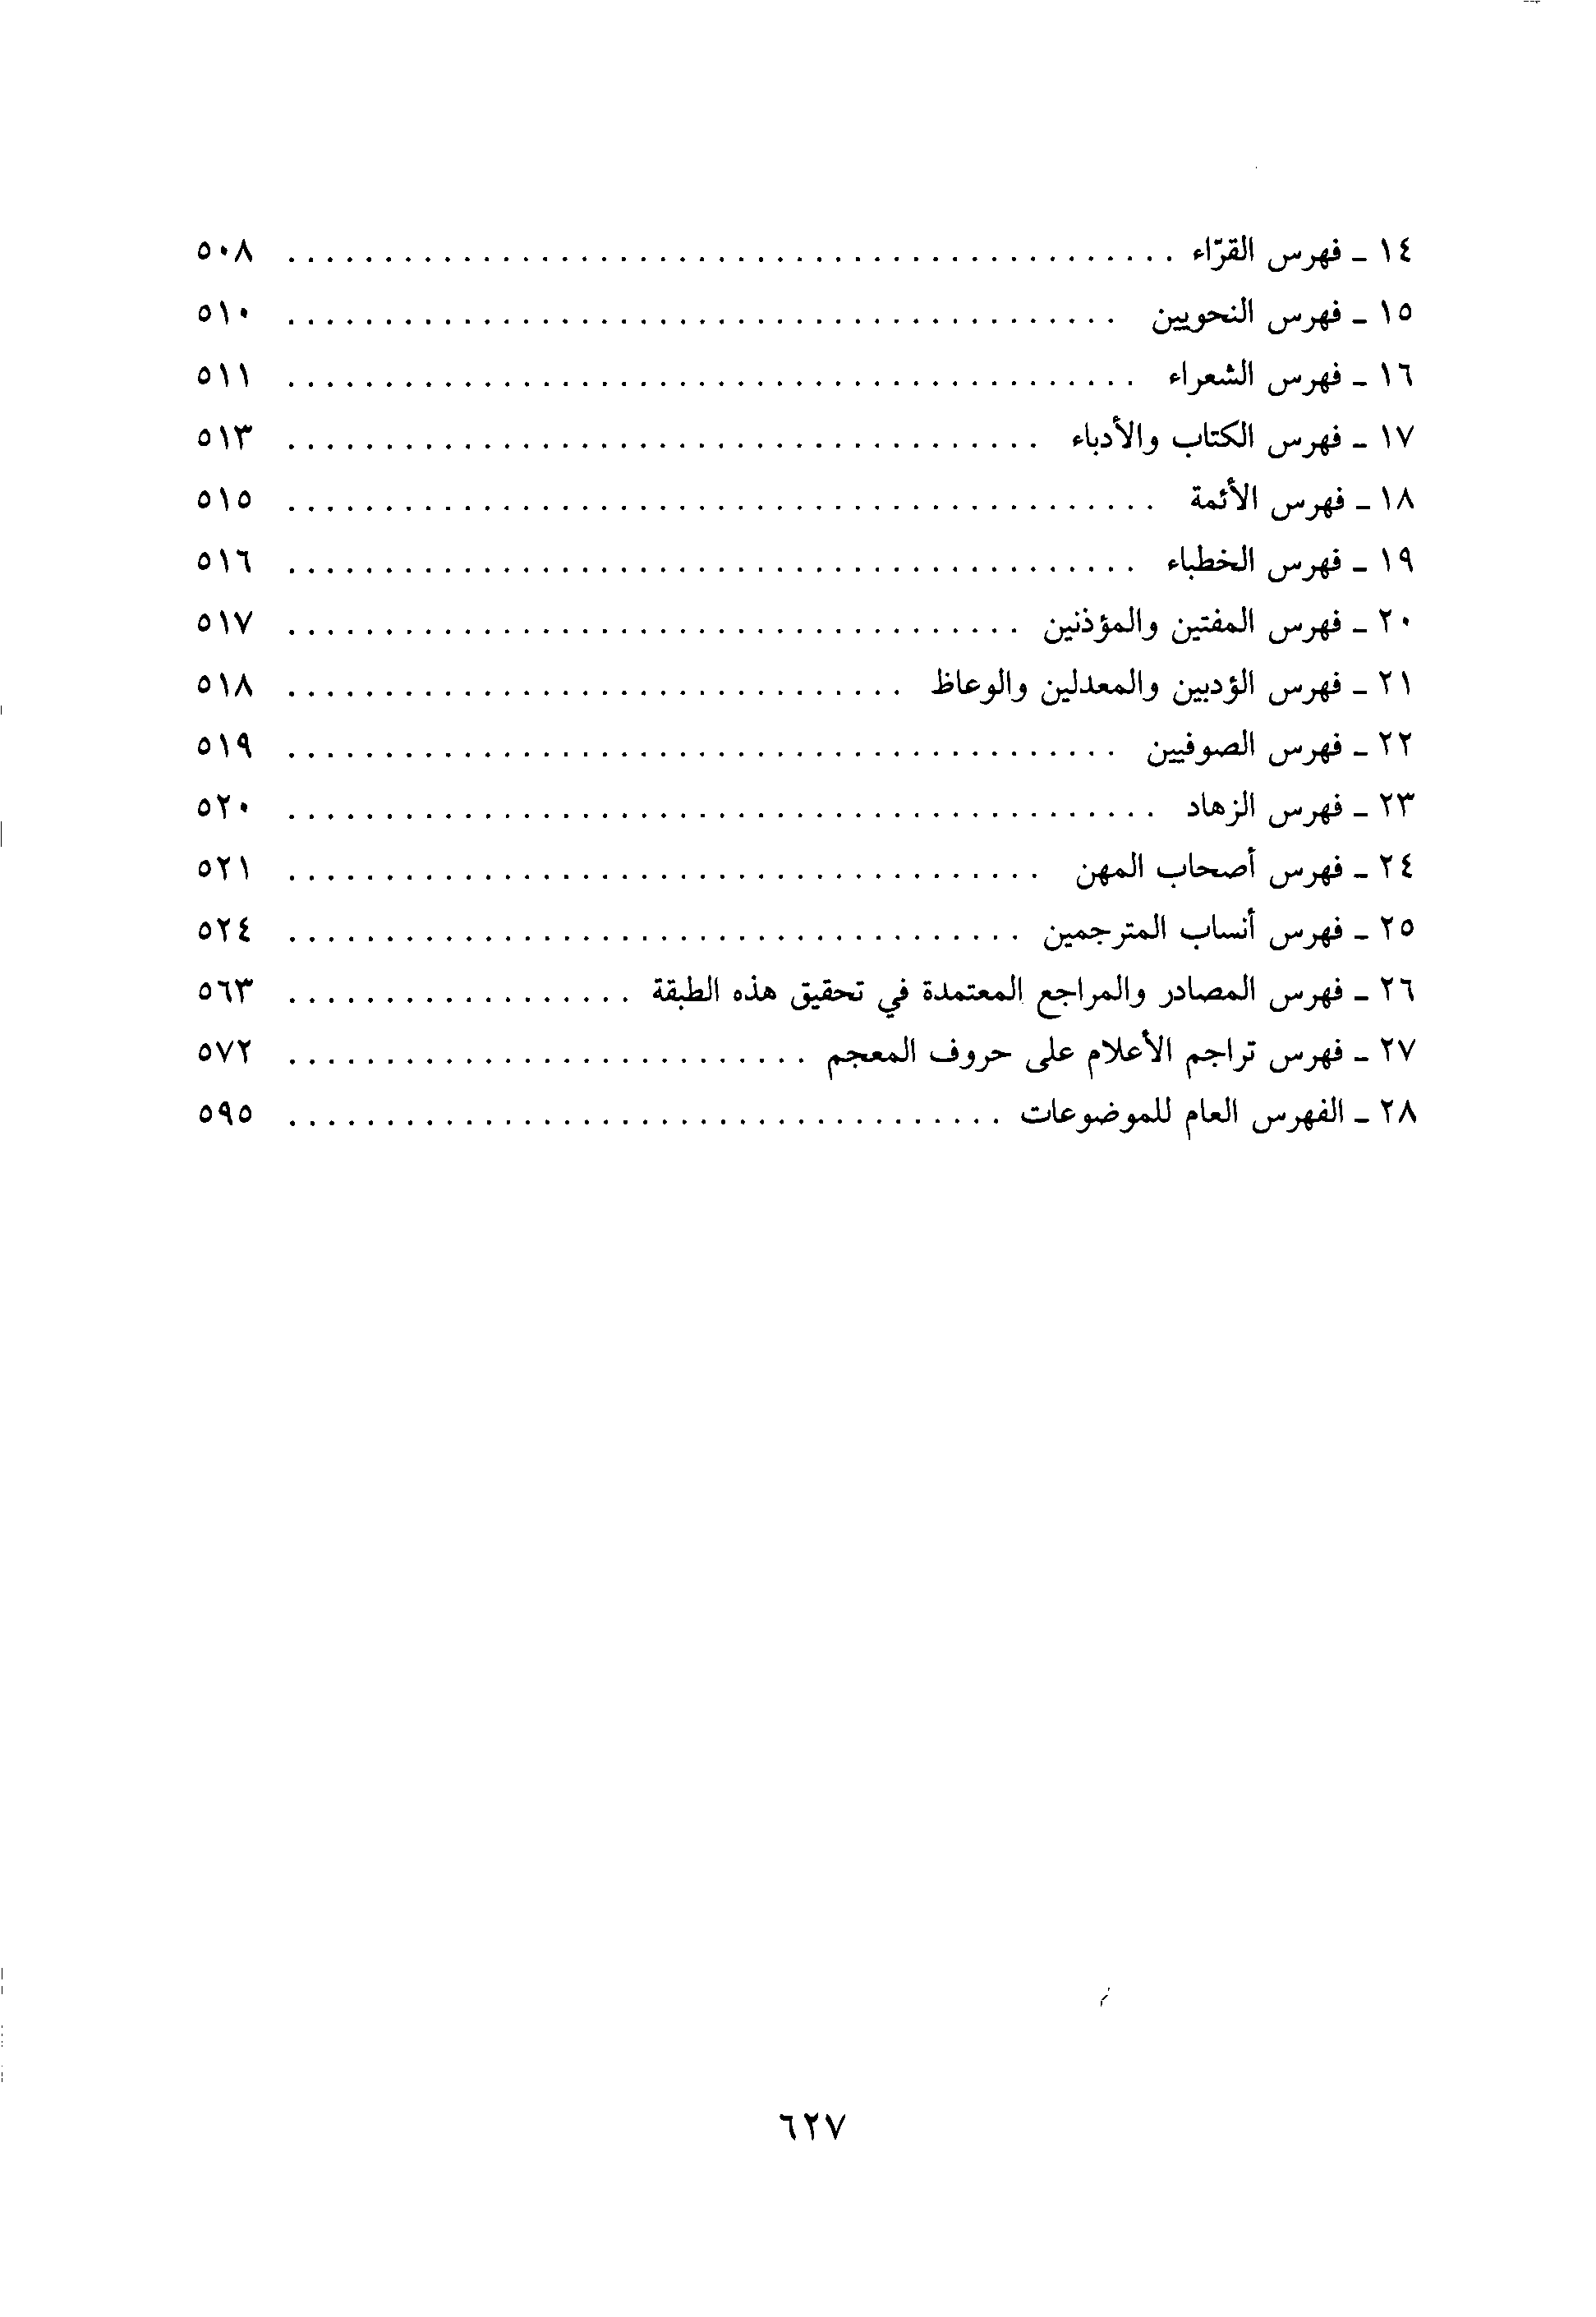 ١٤ ـ فهرس القرّاء . . . . . . . . . . . . . . . . . . . . ٥٠٨
١٥ ـ فهرس النحويين . . . . . . . . . . . . . . . . . . . . ٥١٠
١٦ ـ فهرس الشعراء . . . . . . . . . . . . . . . . . . . . ٥١١
١٧ ـ فهرس الكتاب والأدباء . . . . . . . . . . . . . . . . . . . . ٥١٣
١٨ ـ فهرس الأئمة . . . . . . . . . . . . . . . . . . . . ٥١٥
١٩ ـ فهرس الخطباء . . . . . . . . . . . . . . . . . . . . ٥١٦
٢٠ ـ فهرس المفتين والمؤذنين . . . . . . . . . . . . . . . . . . . . ٥١٧
٢١ ـ فهرس الؤدبين والمعدلين والوعاظ . . . . . . . . . . . . . . . . . . . . ٥١٨
٢٢ ـ فهرس الصوفيين . . . . . . . . . . . . . . . . . . . . ٥١٩
٢٣ ـ فهرس الزهاد . . . . . . . . . . . . . . . . . . . . ٥٢٠
٢٤ ـ فهرس أصحاب المهن . . . . . . . . . . . . . . . . . . . . ٥٢١
٢٥ ـ فهرس أنساب المترجمين . . . . . . . . . . . . . . . . . . . . ٥٢٤
٢٦ ـ فهرس المصادر والمراجع المعتمدة في تحقيق هذه الطبقة . . . . . . . . . . . . . . . . . . ٥٦٣
٢٧ ـ فهرس تراجم الأعلام على حروف المعجم . . . . . . . . . . . . . . . . . . . . ٥٧٢
٢٨ ـ الفهرس العام للموضوعات . . . . . . . . . . . . . . . . . . . . ٥٩٥
٦٢٧